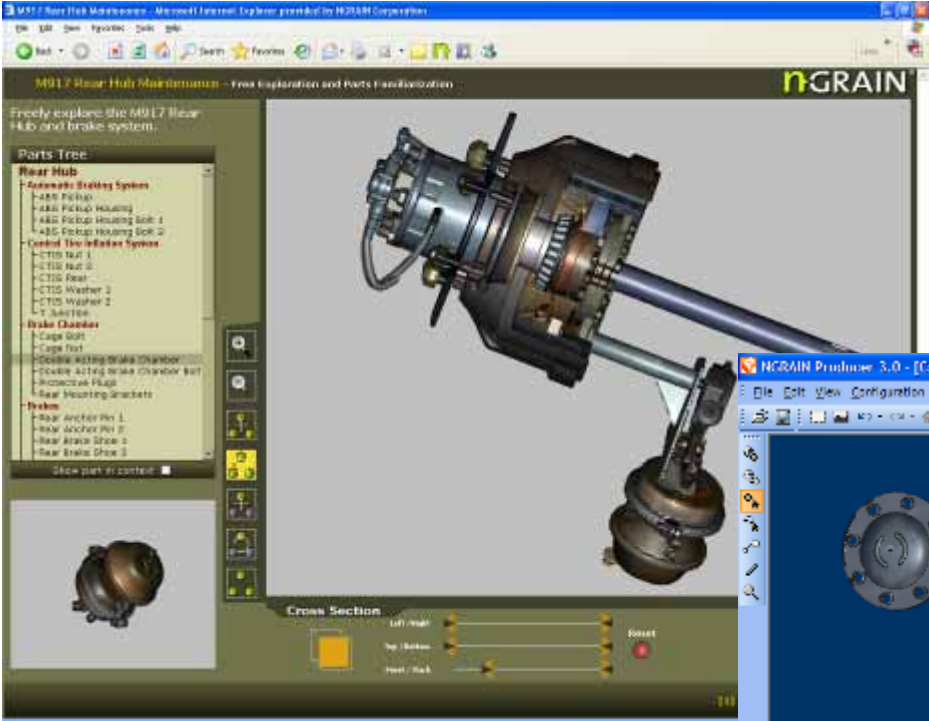 M917 Rear Hub Maintenance - Microsoft Internet Explorer provided by NGRAIN Corporation
File Edit View Favorites Tools Help
Back Search Favorites
M917 Rear Hub Maintenance - Free Exploration and Parts Familiarization
nGRAIN
Freely explore the M917 Rear
Hub and brake system.
Parts Tree
Rear Hub
Automatic Braking System
ABS Pickup
ABS Pickup Housing
ABS Pickup Housing Bolt 1
ABS Pickup Housing Bolt 2
Central Tire Inflation System
CTIS Nut 1
CTIS Nut 2
CTIS Rear
CTIS Washer 1
CTIS Washer 2
T Junction
Brake Chamber
Cage Bolt
Cage Nut
Double Acting Brake Chamber
Double Acting Brake Chamber Bolt
Protective Plugs
Rear Mounting Brackets
Brakes
Rear Anchor Pin 1
Rear Anchor Pin 2
Rear Brake Shoe 1
Rear Brake Shoe 2
Show part in context
Cross Section
Left / Right
Top / Bottom
Front / Back
Reset
NGRAIN Producer 3.0 - [C
File Edit View Configuration